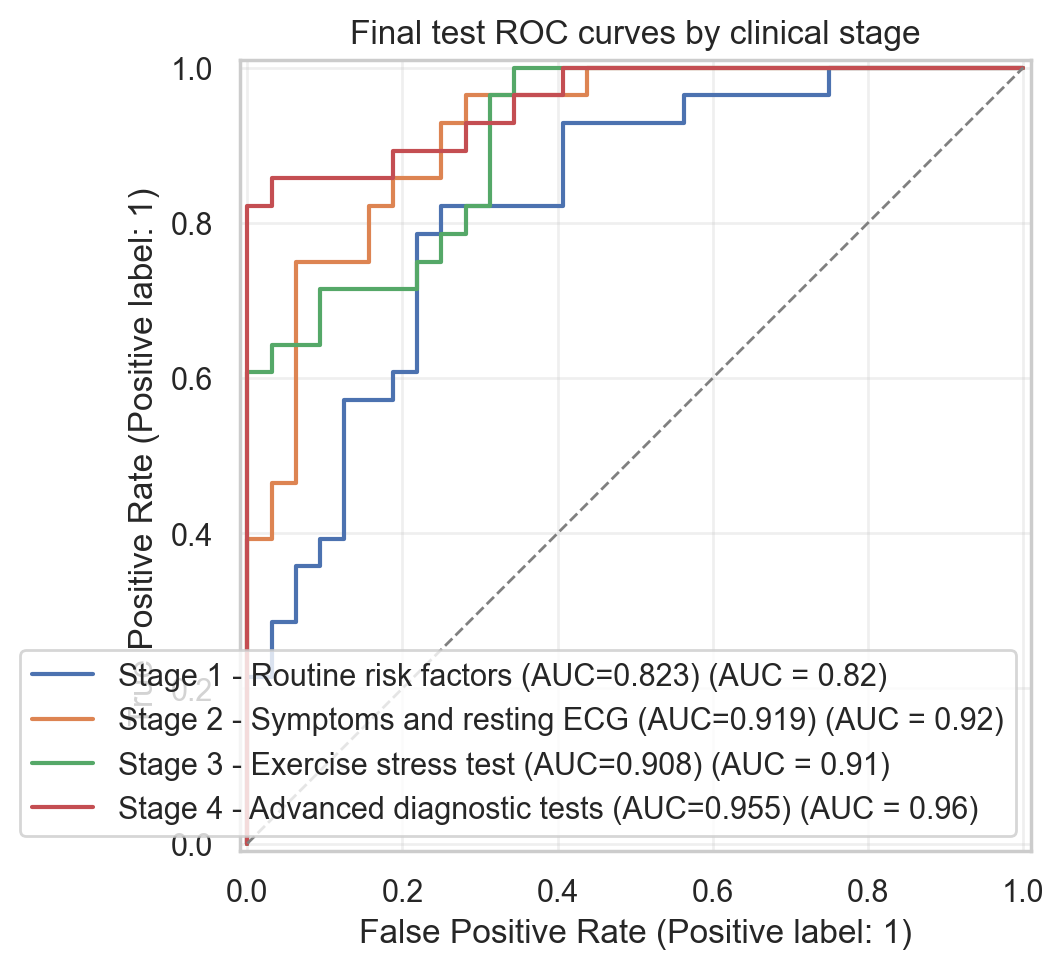 Final test ROC curves by clinical stage
1.0
0.8
0.6
0.4
0.2
0.0
True Positive Rate (Positive label: 1)
Stage 1 - Routine risk factors (AUC=0.823) (AUC = 0.82)
Stage 2 - Symptoms and resting ECG (AUC=0.919) (AUC = 0.92)
Stage 3 - Exercise stress test (AUC=0.908) (AUC = 0.91)
Stage 4 - Advanced diagnostic tests (AUC=0.955) (AUC = 0.96)
0.0 0.2 0.4 0.6 0.8 1.0
False Positive Rate (Positive label: 1)